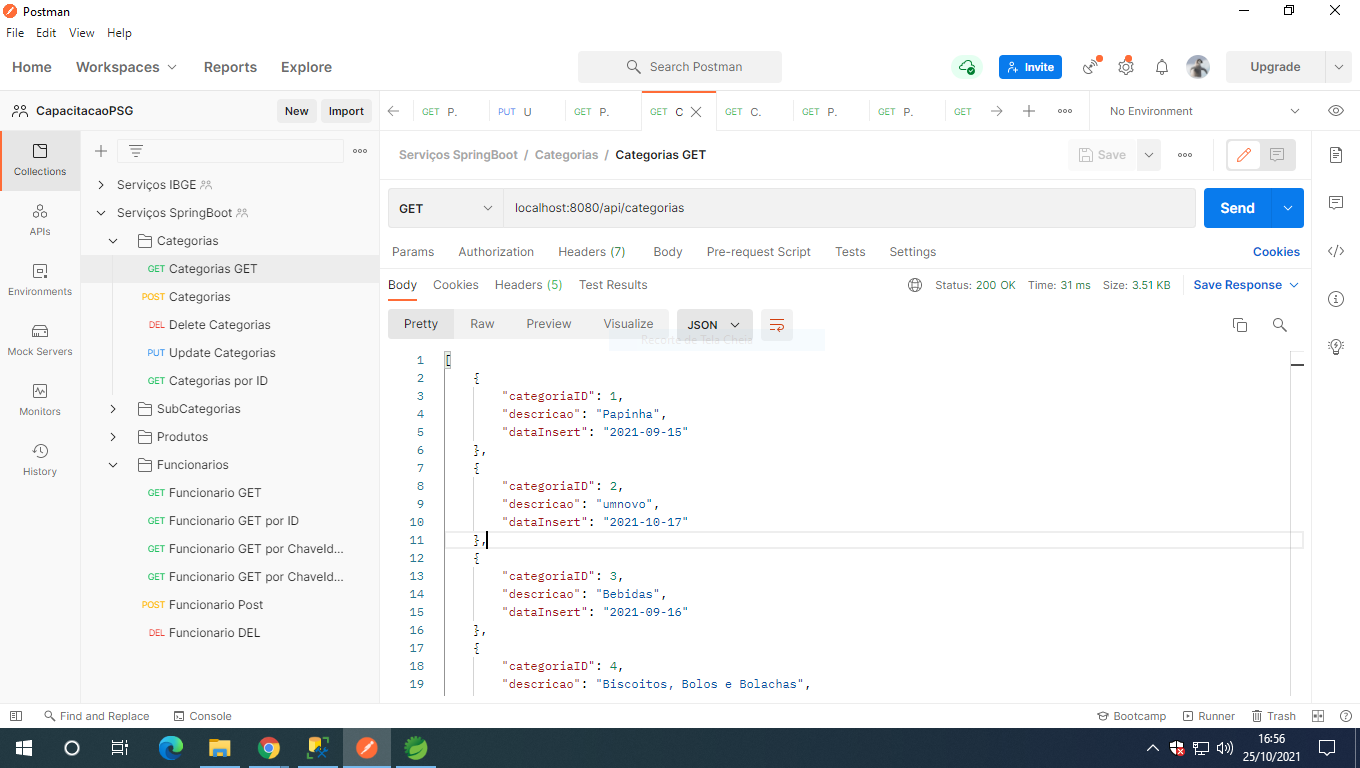 Postman
File Edit View Help
Home Workspaces Reports Explore Search Postman Invite Upgrade
CapacitacaoPSG New Import GET P. PUT U GET P. GET C GET C. GET P. GET P. GET No Environment
Serviços SpringBoot / Categorias / Categorias GET Save
Collections
APIs
Environments
Mock Servers
Monitors
History
Serviços IBGE
Serviços SpringBoot
Categorias
GET Categorias GET
POST Categorias
DEL Delete Categorias
PUT Update Categorias
GET Categorias por ID
SubCategorias
Produtos
Funcionarios
GET Funcionario GET
GET Funcionario GET por ID
GET Funcionario GET por ChaveId...
GET Funcionario GET por ChaveId...
POST Funcionario Post
DEL Funcionario DEL
GET localhost:8080/api/categorias Send
Params Authorization Headers (7) Body Pre-request Script Tests Settings Cookies
Body Cookies Headers (5) Test Results Status: 200 OK Time: 31 ms Size: 3.51 KB Save Response
Pretty Raw Preview Visualize JSON
Recorte de Tela Cheia
1 [
2 {
3 "categoriaID": 1,
4 "descricao": "Papinha",
5 "dataInsert": "2021-09-15"
6 },
7 {
8 "categoriaID": 2,
9 "descricao": "umnovo",
10 "dataInsert": "2021-10-17"
11 },
12 {
13 "categoriaID": 3,
14 "descricao": "Bebidas",
15 "dataInsert": "2021-09-16"
16 },
17 {
18 "categoriaID": 4,
19 "descricao": "Biscoitos, Bolos e Bolachas",
Find and Replace Console Bootcamp Runner Trash
16:56
25/10/2021